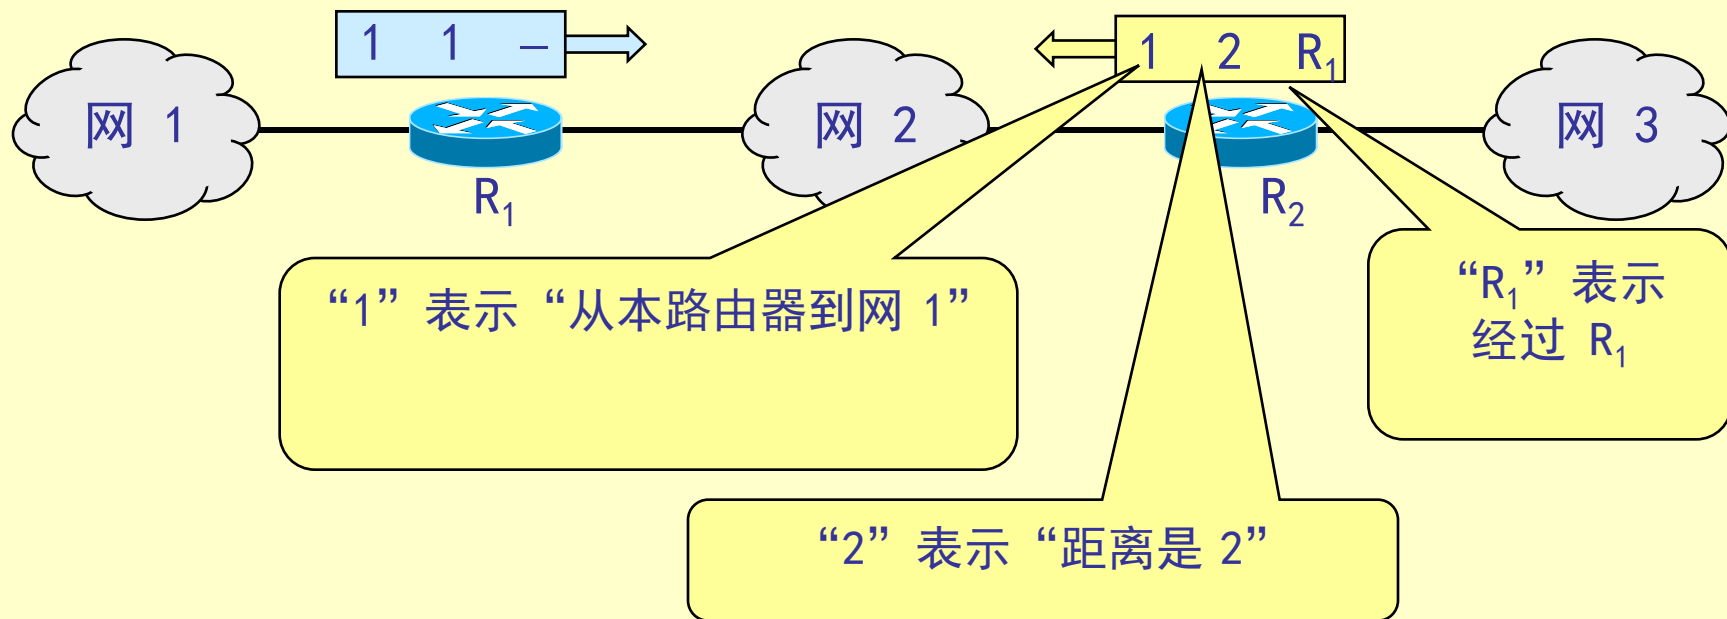 1 1 –
1 2 R₁
网 1
网 2
网 3
R₁
R₂
“1” 表示 “从本路由器到网 1”
“R₁” 表示
经过 R₁
“2” 表示 “距离是 2”